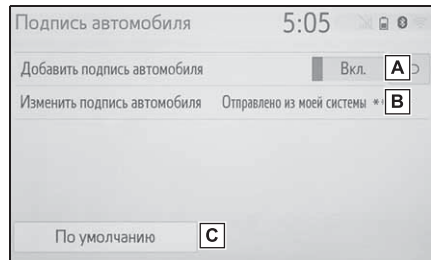 Подпись автомобиля 5:05
Добавить подпись автомобиля Вкл. A
Изменить подпись автомобиля Отправлено из моей системы B
По умолчанию C